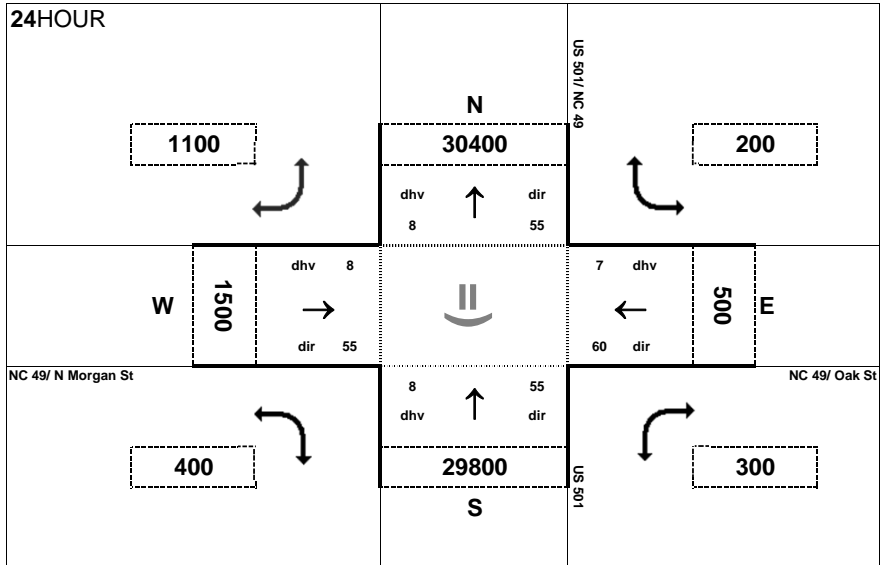 24HOUR
US 501/ NC 49
N
1100
30400
200
dhv
dir
8
55
dhv 8
7 dhv
W
1500
500
E
dir 55
60 dir
NC 49/ N Morgan St
NC 49/ Oak St
8
55
dhv
dir
400
29800
300
US 501
S